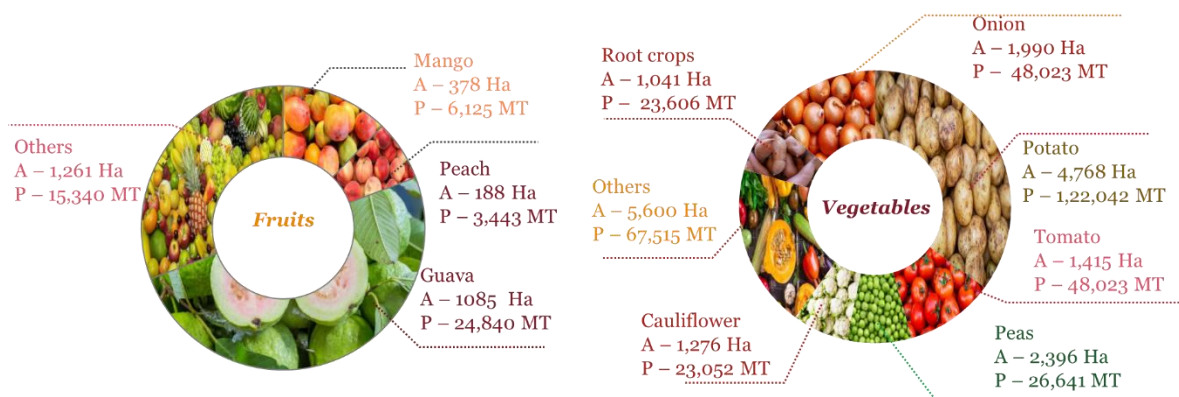 Mango
A – 378 Ha
P – 6,125 MT
Others
A – 1,261 Ha
P – 15,340 MT
Peach
A – 188 Ha
P – 3,443 MT
Fruits
Guava
A – 1085 Ha
P – 24,840 MT
Onion
A – 1,990 Ha
P – 48,023 MT
Root crops
A – 1,041 Ha
P – 23,606 MT
Potato
A – 4,768 Ha
P – 1,22,042 MT
Others
A – 5,600 Ha
P – 67,515 MT
Vegetables
Tomato
A – 1,415 Ha
P – 48,023 MT
Cauliflower
A – 1,276 Ha
P – 23,052 MT
Peas
A – 2,396 Ha
P – 26,641 MT